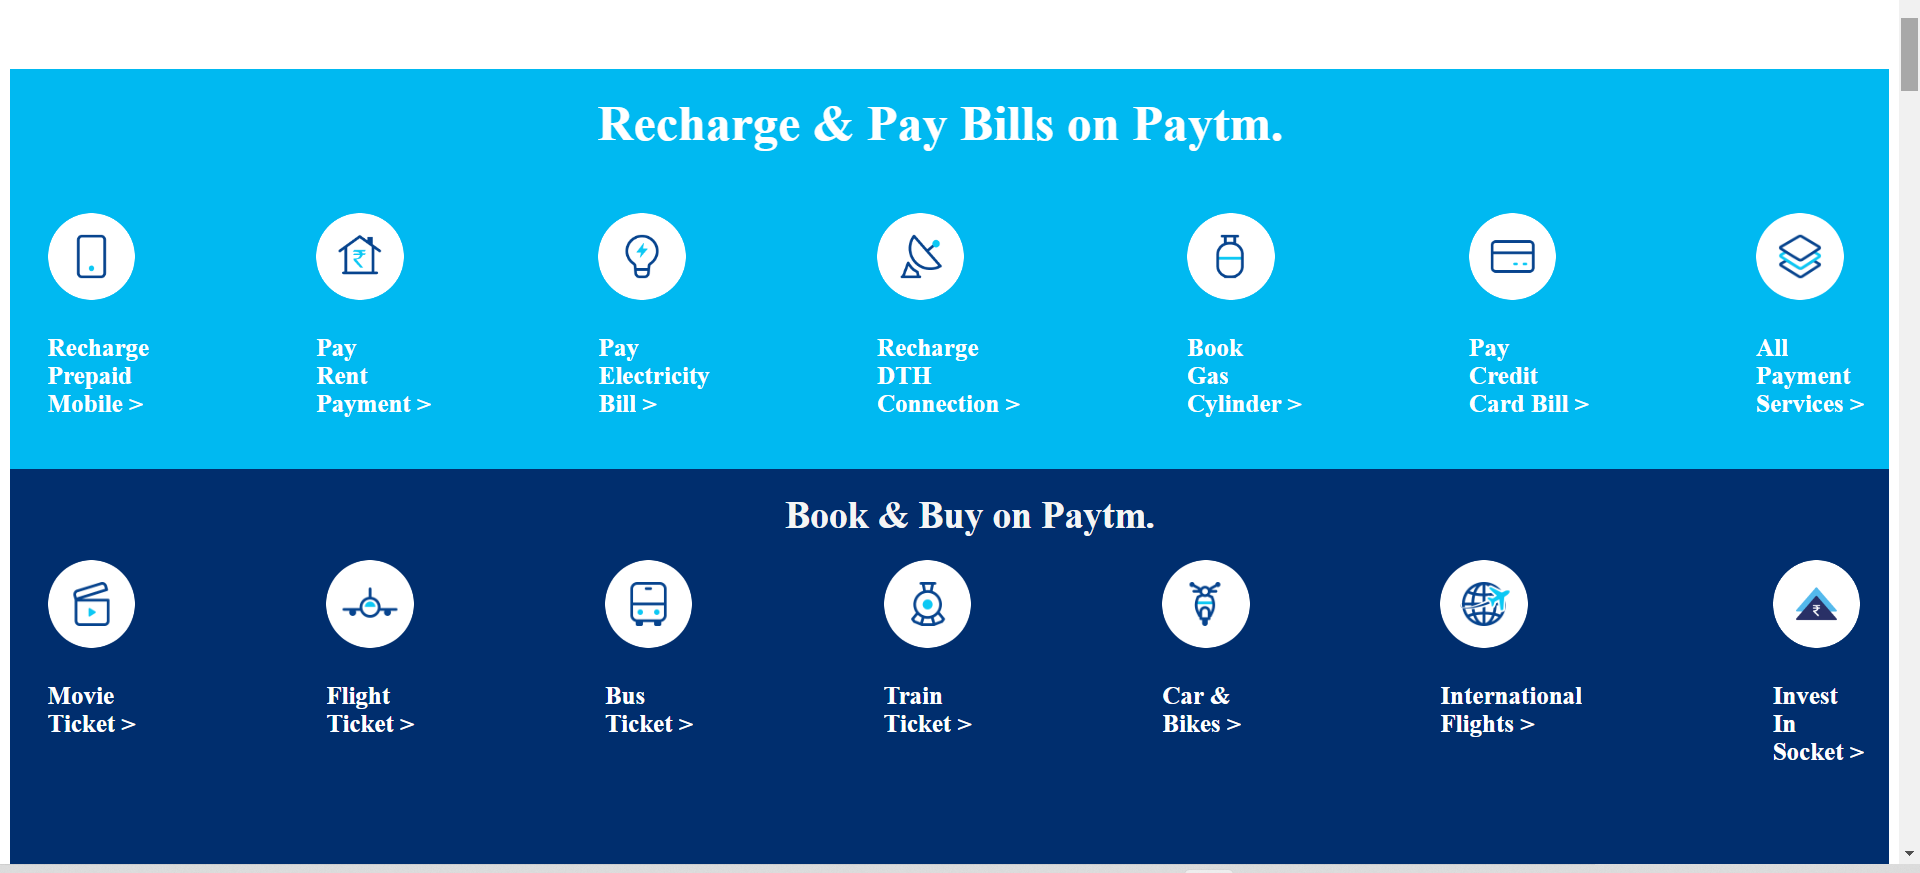 Recharge & Pay Bills on Paytm.
Recharge
Prepaid
Mobile >
Pay
Rent
Payment >
Pay
Electricity
Bill >
Recharge
DTH
Connection >
Book
Gas
Cylinder >
Pay
Credit
Card Bill >
All
Payment
Services >
Book & Buy on Paytm.
Movie
Ticket >
Flight
Ticket >
Bus
Ticket >
Train
Ticket >
Car &
Bikes >
International
Flights >
Invest
In
Socket >